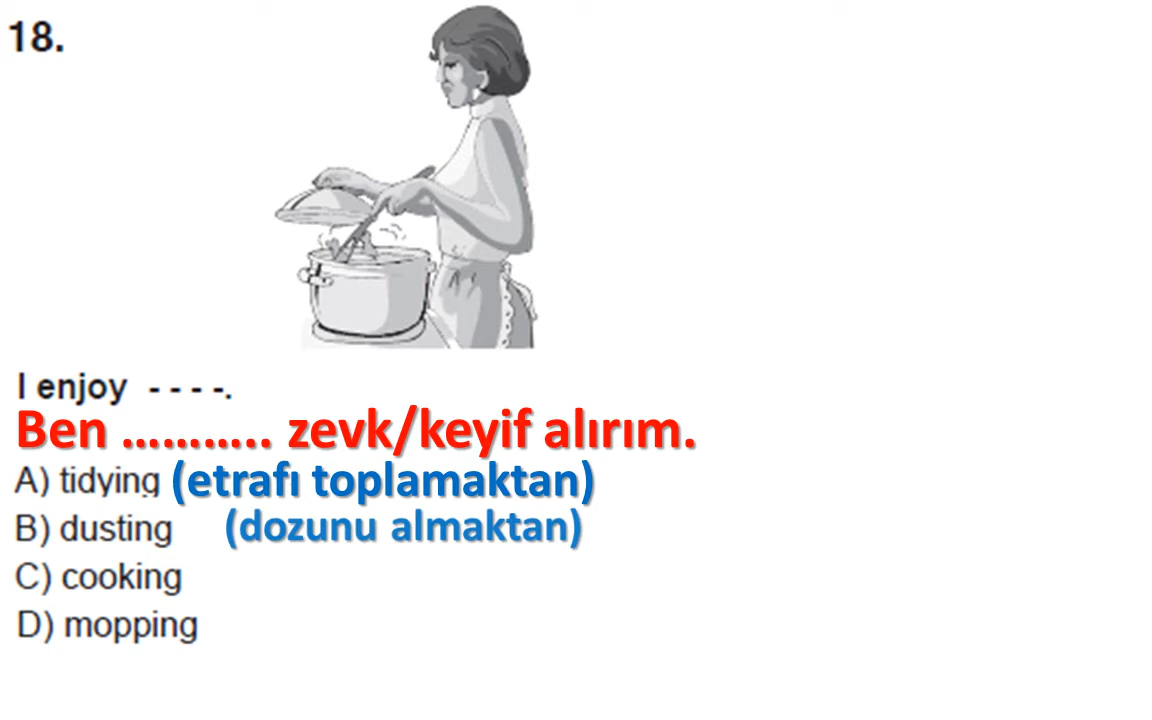 18.
I enjoy - - - -.
Ben ……….. zevk/keyif alırım.
A) tidying (etrafı toplamaktan)
B) dusting (dozunu almaktan)
C) cooking
D) mopping